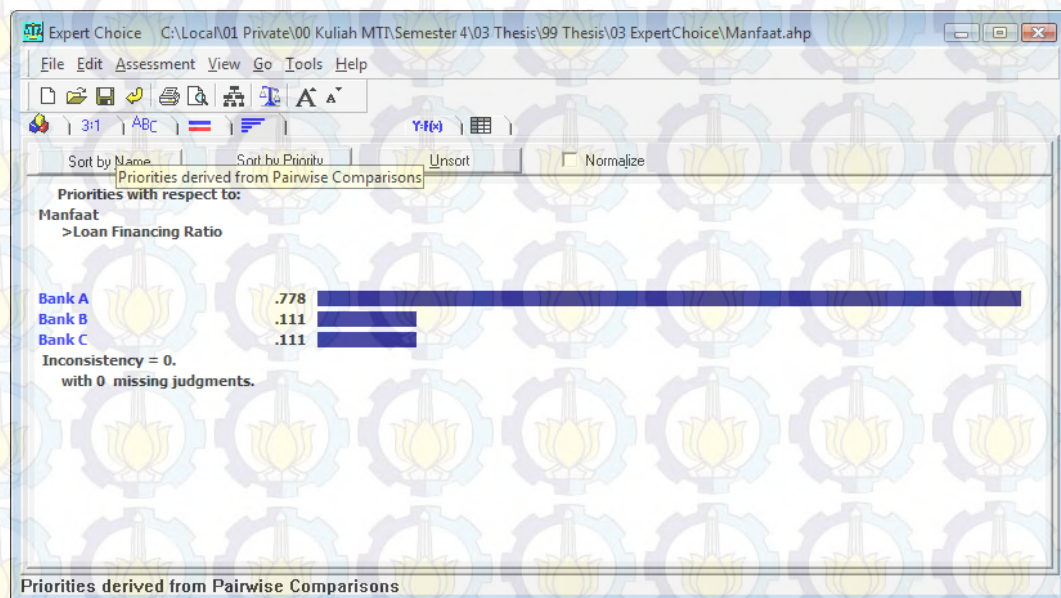 Expert Choice C:\Local\01 Private\00 Kuliah MTI\Semester 4\03 Thesis\99 Thesis\03 ExpertChoice\Manfaat.ahp
File Edit Assessment View Go Tools Help
3:1 ABC Y=F(x)
Sort by Name Sort by Priority Unsort Normalize
Priorities derived from Pairwise Comparisons
Priorities with respect to:
Manfaat
>Loan Financing Ratio
Bank A .778
Bank B .111
Bank C .111
Inconsistency = 0.
with 0 missing judgments.
Priorities derived from Pairwise Comparisons